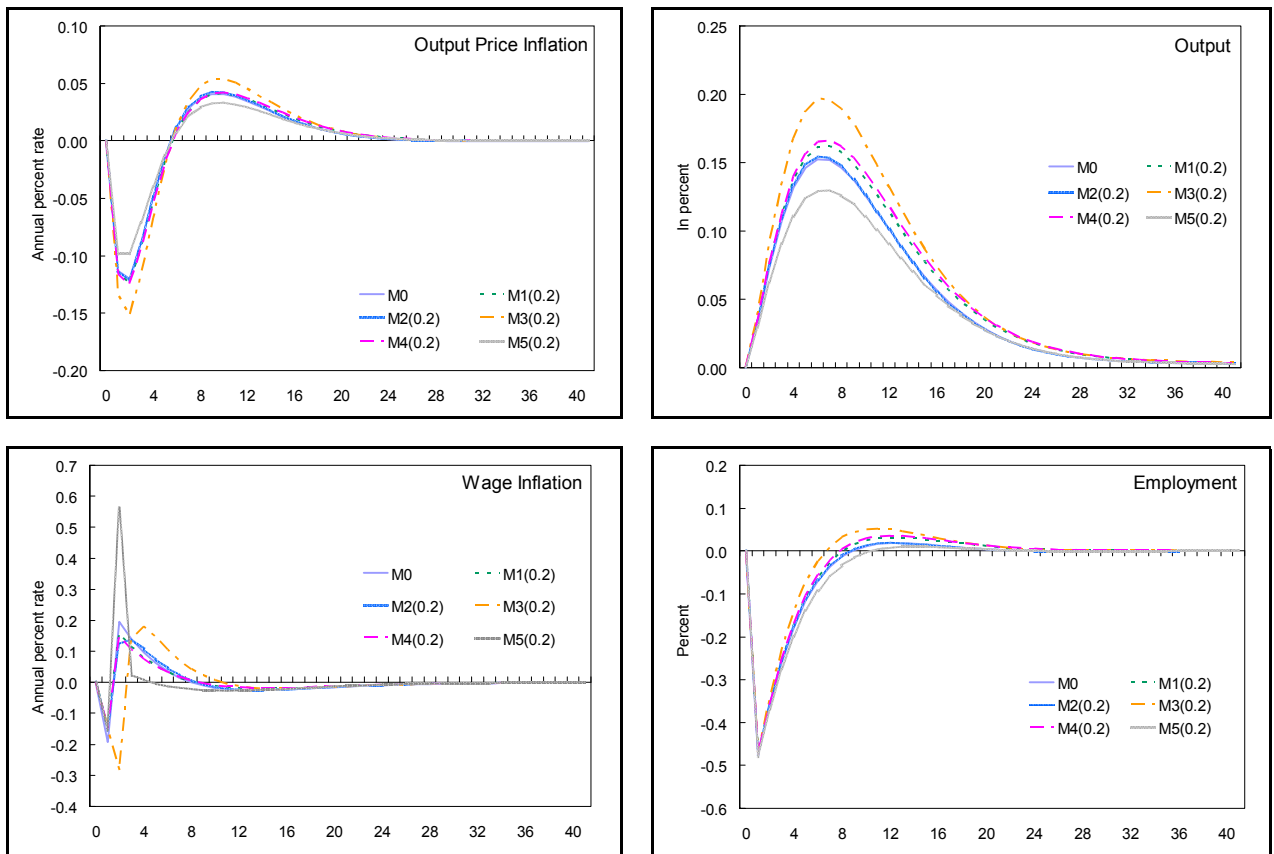 Output Price Inflation
Annual percent rate
0.10
0.05
0.00
-0.05
-0.10
-0.15
-0.20
M0 M1(0.2)
M2(0.2) M3(0.2)
M4(0.2) M5(0.2)
0 4 8 12 16 20 24 28 32 36 40
Output
In percent
0.25
0.20
0.15
0.10
0.05
0.00
M0 M1(0.2)
M2(0.2) M3(0.2)
M4(0.2) M5(0.2)
0 4 8 12 16 20 24 28 32 36 40
Wage Inflation
Annual percent rate
0.7
0.6
0.5
0.4
0.3
0.2
0.1
0.0
-0.1
-0.2
-0.3
-0.4
M0 M1(0.2)
M2(0.2) M3(0.2)
M4(0.2) M5(0.2)
0 4 8 12 16 20 24 28 32 36 40
Employment
Percent
0.2
0.1
0.0
-0.1
-0.2
-0.3
-0.4
-0.5
-0.6
M0 M1(0.2)
M2(0.2) M3(0.2)
M4(0.2) M5(0.2)
0 4 8 12 16 20 24 28 32 36 40